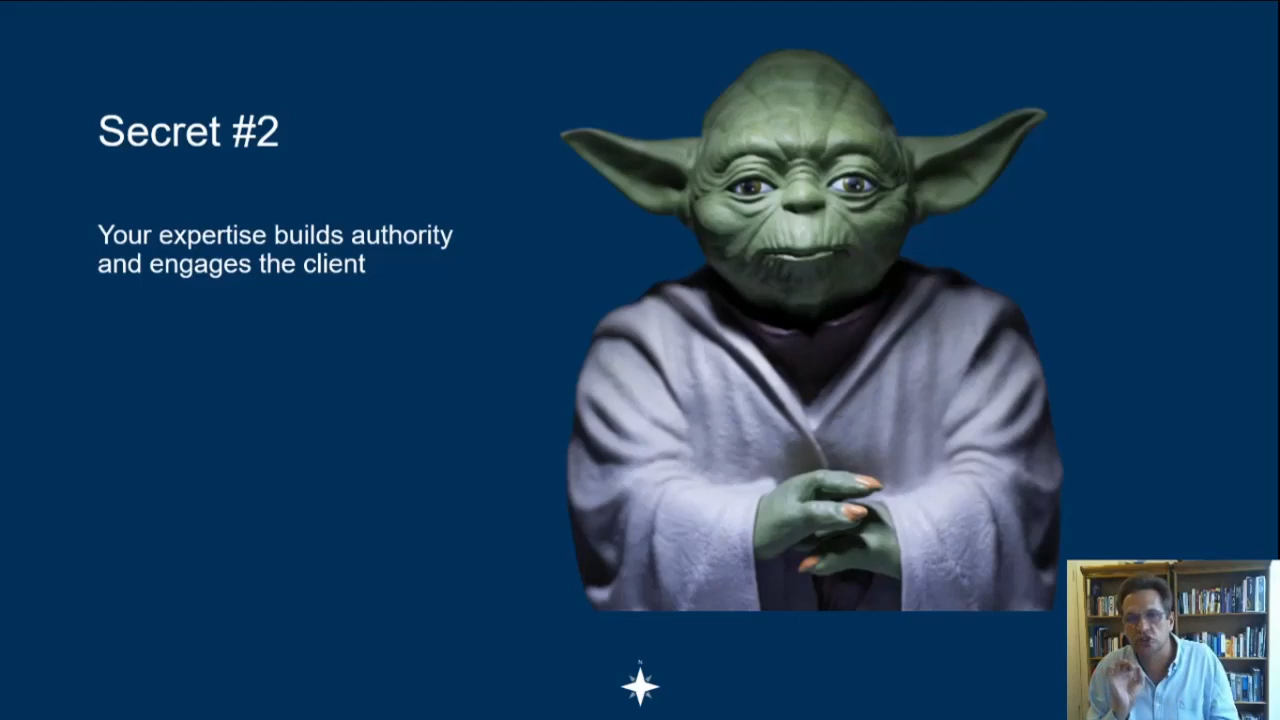 Secret #2
Your expertise builds authority
and engages the client
N